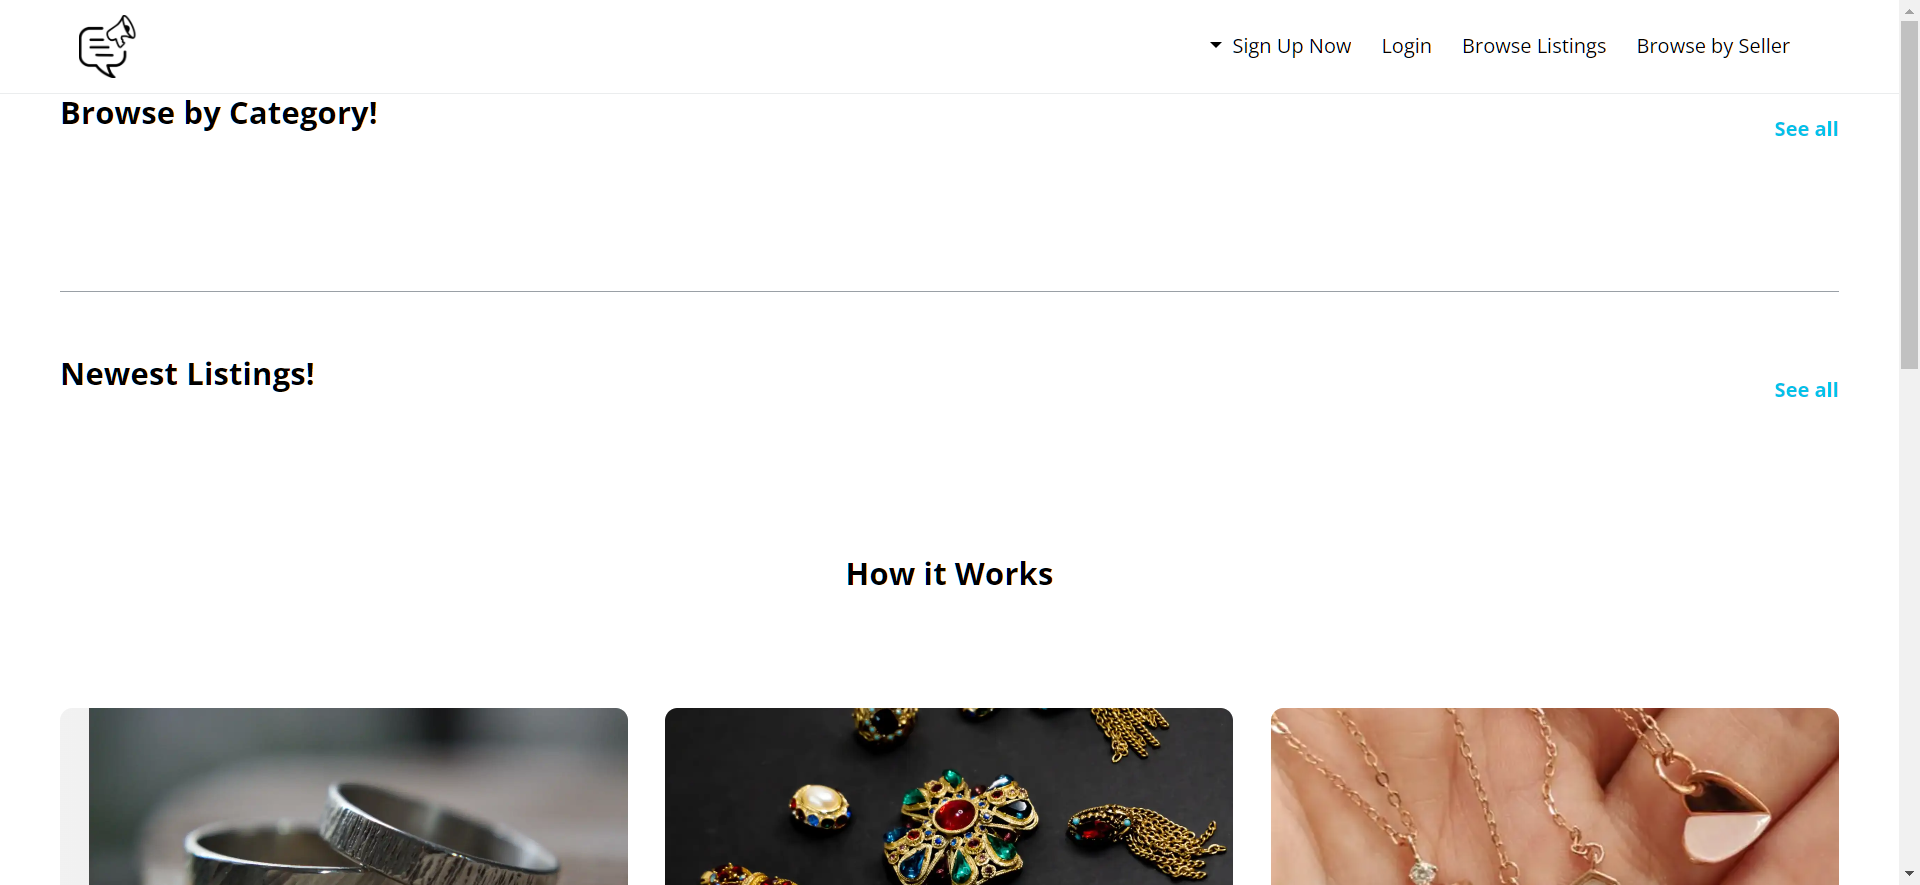 Sign Up Now
Login
Browse Listings
Browse by Seller
Browse by Category!
See all
Newest Listings!
See all
How it Works